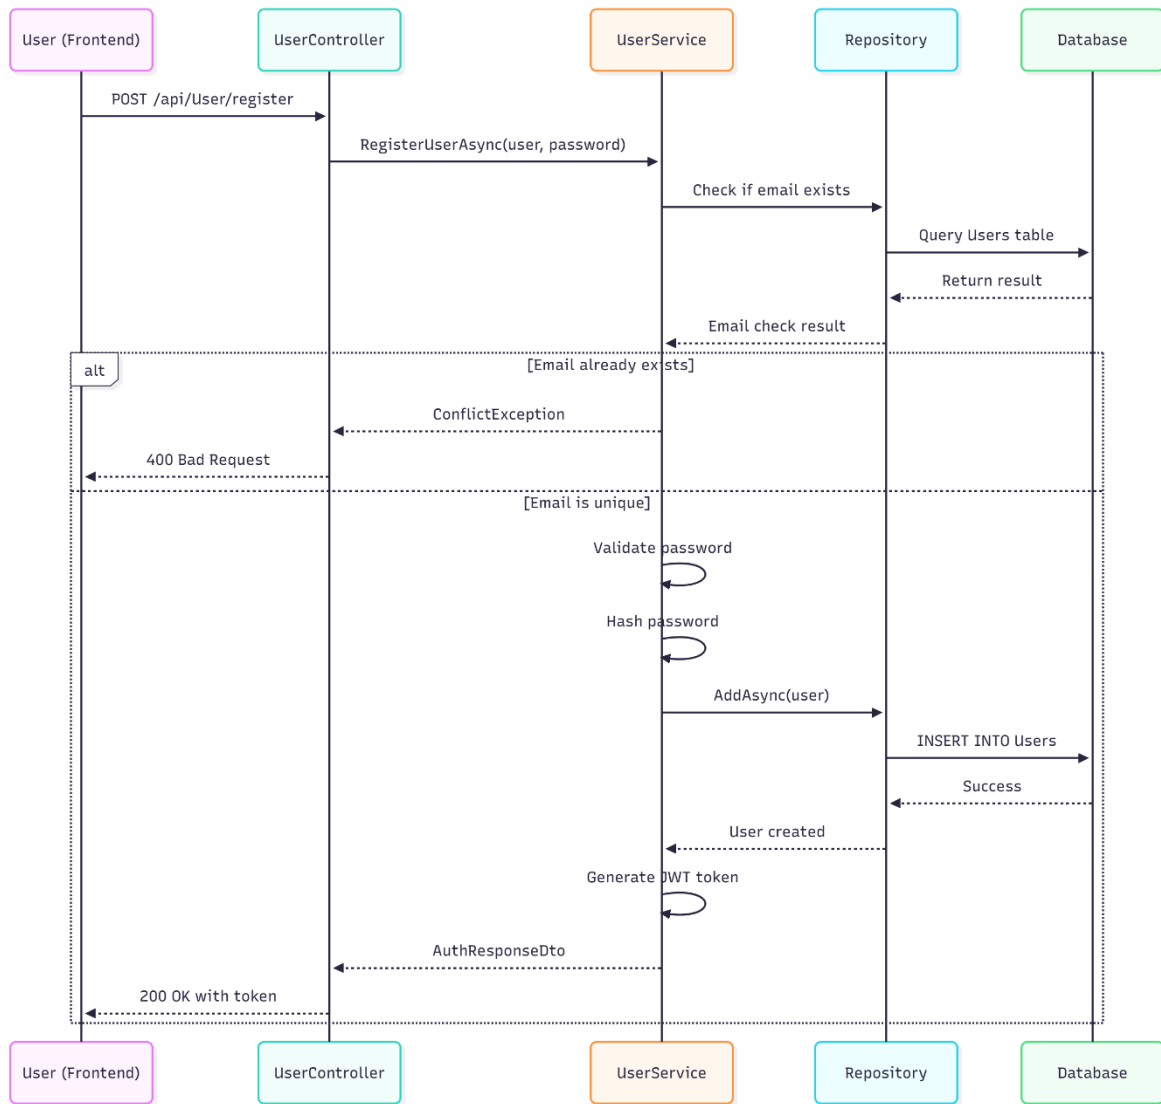 User (Frontend)
UserController
UserService
Repository
Database
POST /api/User/register
RegisterUserAsync(user, password)
Check if email exists
Query Users table
Return result
Email check result
alt
[Email already exists]
ConflictException
400 Bad Request
[Email is unique]
Validate password
Hash password
AddAsync(user)
INSERT INTO Users
Success
User created
Generate JWT token
AuthResponseDto
200 OK with token
User (Frontend)
UserController
UserService
Repository
Database